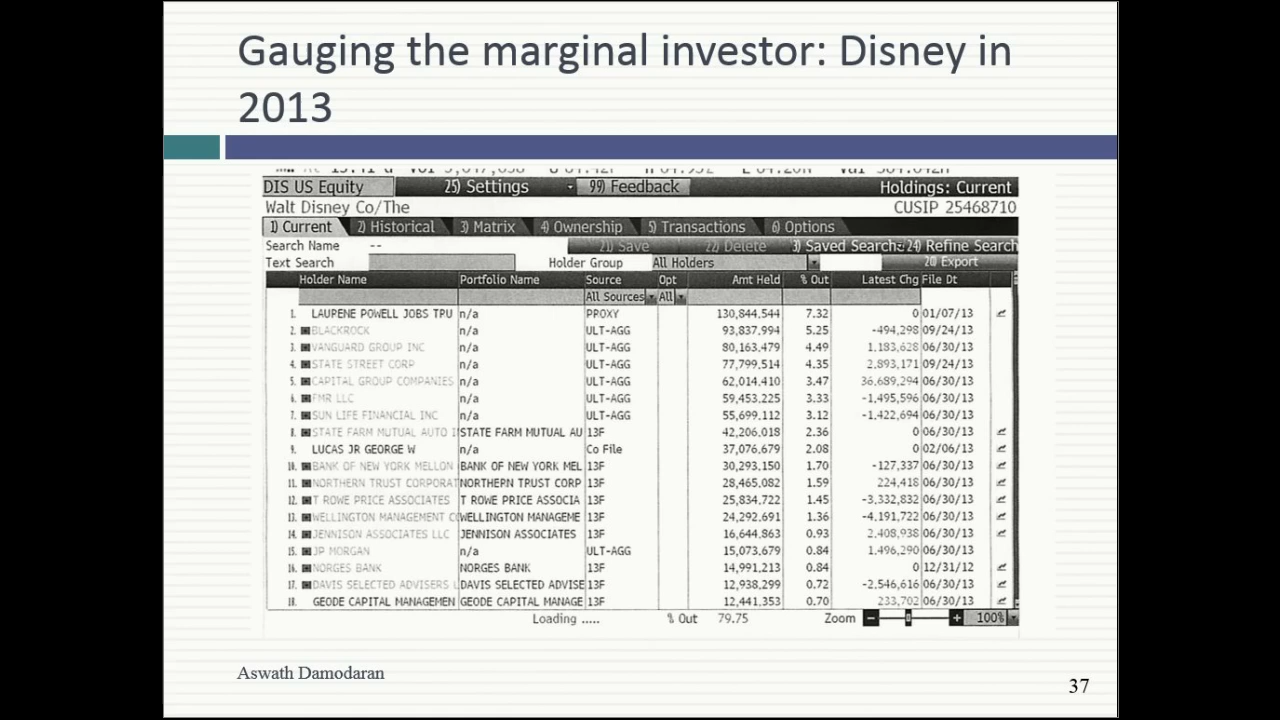 Gauging the marginal investor: Disney in
2013
DIS US Equity 25) Settings 99) Feedback Holdings: Current
Walt Disney Co/The CUSIP 25468710
1) Current 2) Historical 3) Matrix 4) Ownership 5) Transactions 6) Options
Search Name -- 21) Save 22) Delete 3) Saved Search 24) Refine Search
Text Search Holder Group All Holders 20) Export
Holder Name Portfolio Name Source Opt Amt Held % Out Latest Chg File Dt
All Sources All
1. LAURENE POWELL JOBS TPU n/a PROXY 130,844,544 7.32 0 01/07/13
2. BLACKROCK n/a ULT-AGG 93,837,994 5.25 -494,298 09/24/13
3. VANGUARD GROUP INC n/a ULT-AGG 80,163,479 4.49 1,183,628 06/30/13
4. STATE STREET CORP n/a ULT-AGG 77,799,514 4.35 2,893,171 09/24/13
5. CAPITAL GROUP COMPANIES n/a ULT-AGG 62,014,410 3.47 36,689,294 06/30/13
6. FMR LLC n/a ULT-AGG 59,453,225 3.33 -1,495,596 06/30/13
7. SUN LIFE FINANCIAL INC n/a ULT-AGG 55,699,112 3.12 -1,422,694 06/30/13
8. STATE FARM MUTUAL AUTO I STATE FARM MUTUAL AU 13F 42,206,018 2.36 0 06/30/13
9. LUCAS JR GEORGE W n/a Co File 37,076,679 2.08 0 02/06/13
10. BANK OF NEW YORK MELLON BANK OF NEW YORK MEL 13F 30,293,150 1.70 -127,337 06/30/13
11. NORTHERN TRUST CORPORAT NORTHERN TRUST CORP 13F 28,465,082 1.59 224,418 06/30/13
12. T ROWE PRICE ASSOCIATES T ROWE PRICE ASSOCIA 13F 25,834,722 1.45 -3,332,832 06/30/13
13. WELLINGTON MANAGEMENT C WELLINGTON MANAGEME 13F 24,292,691 1.36 -4,191,722 06/30/13
14. JENNISON ASSOCIATES LLC JENNISON ASSOCIATES 13F 16,644,863 0.93 2,408,938 06/30/13
15. JP MORGAN n/a ULT-AGG 15,073,679 0.84 1,496,290 06/30/13
16. NORGES BANK NORGES BANK 13F 14,991,213 0.84 0 12/31/12
17. DAVIS SELECTED ADVISERS L DAVIS SELECTED ADVISE 13F 12,938,299 0.72 -2,546,616 06/30/13
18. GEODE CAPITAL MANAGEMEN GEODE CAPITAL MANAGE 13F 12,441,353 0.70 233,702 06/30/13
Loading ..... % Out 79.75 Zoom - + 100%
Aswath Damodaran
37